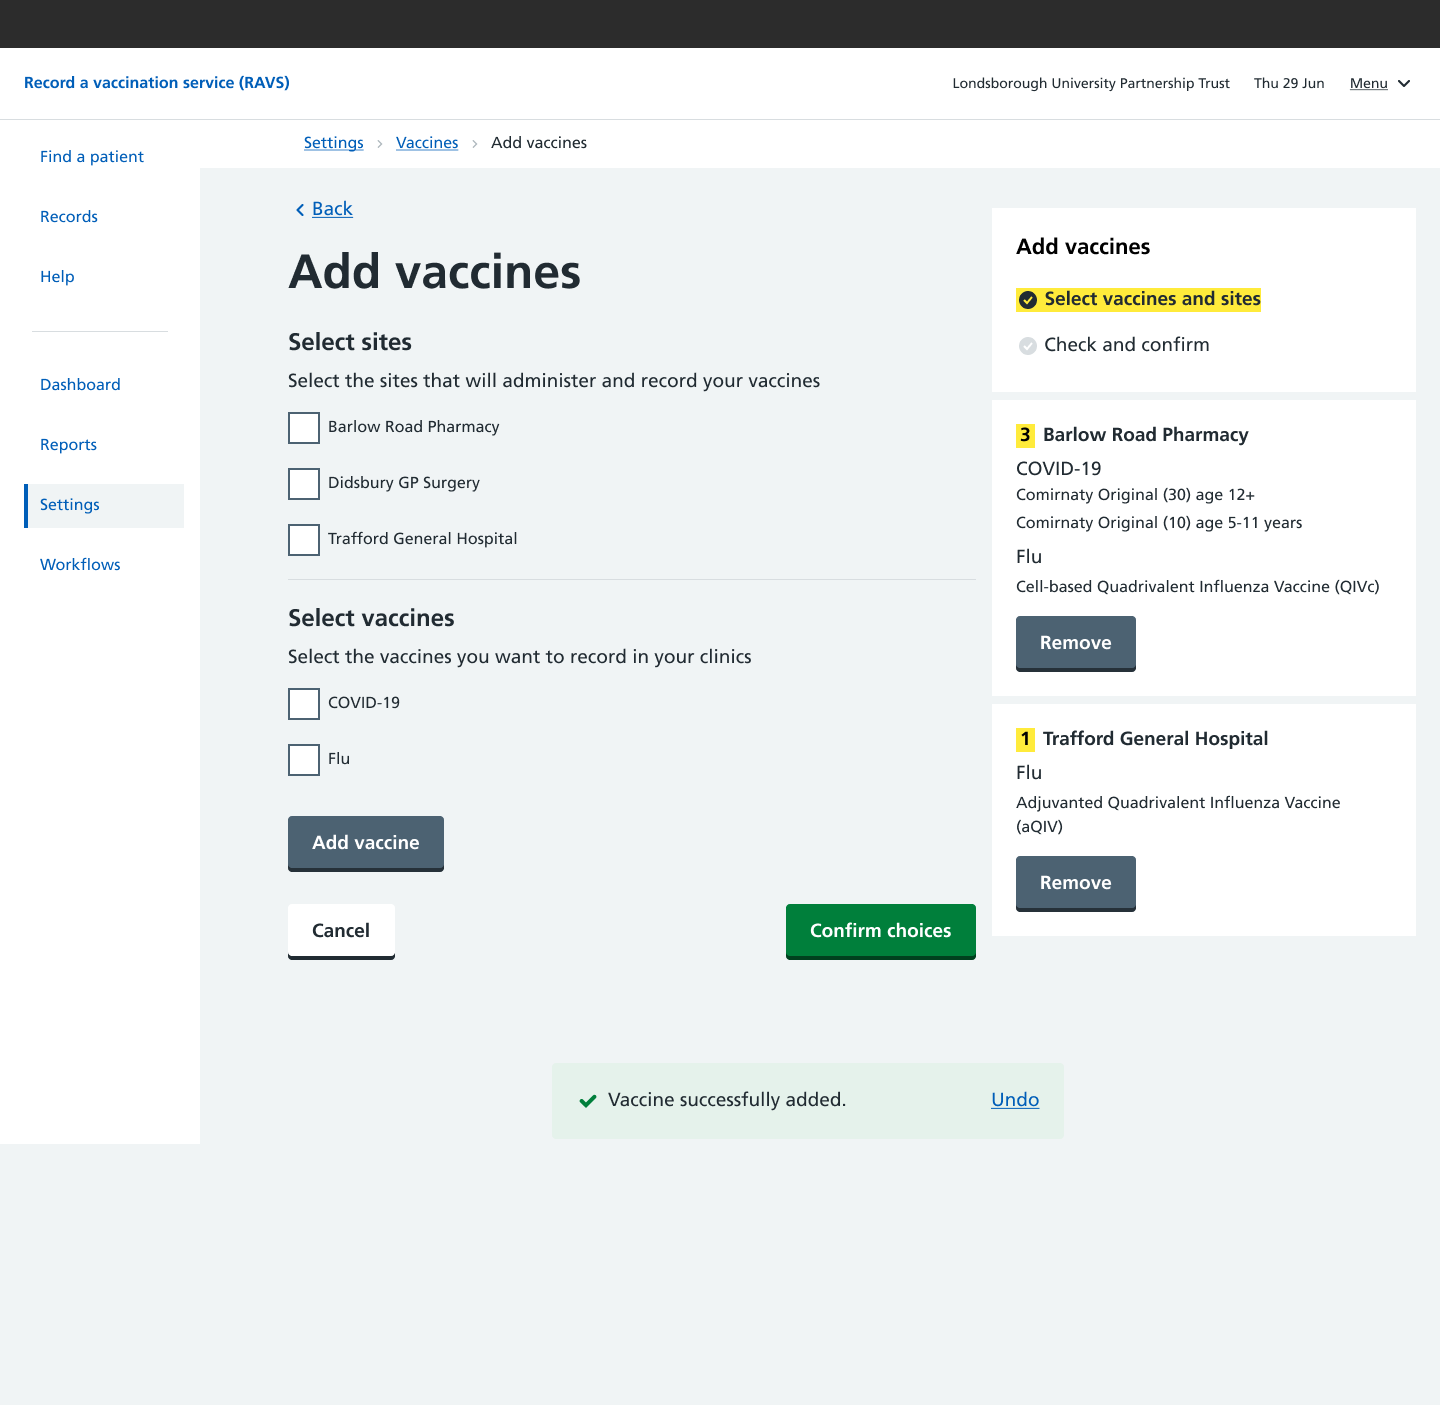 Record a vaccination service (RAVS)
Londsborough University Partnership Trust
Thu 29 Jun
Menu
Find a patient
Records
Help
Dashboard
Reports
Settings
Workflows
Settings
Vaccines
Add vaccines
Back
Add vaccines
Select sites
Select the sites that will administer and record your vaccines
Barlow Road Pharmacy
Didsbury GP Surgery
Trafford General Hospital
Select vaccines
Select the vaccines you want to record in your clinics
COVID-19
Flu
Add vaccine
Cancel
Confirm choices
Add vaccines
Select vaccines and sites
Check and confirm
3 Barlow Road Pharmacy
COVID-19
Comirnaty Original (30) age 12+
Comirnaty Original (10) age 5-11 years
Flu
Cell-based Quadrivalent Influenza Vaccine (QIVc)
Remove
1 Trafford General Hospital
Flu
Adjuvanted Quadrivalent Influenza Vaccine
(aQIV)
Remove
Vaccine successfully added.
Undo